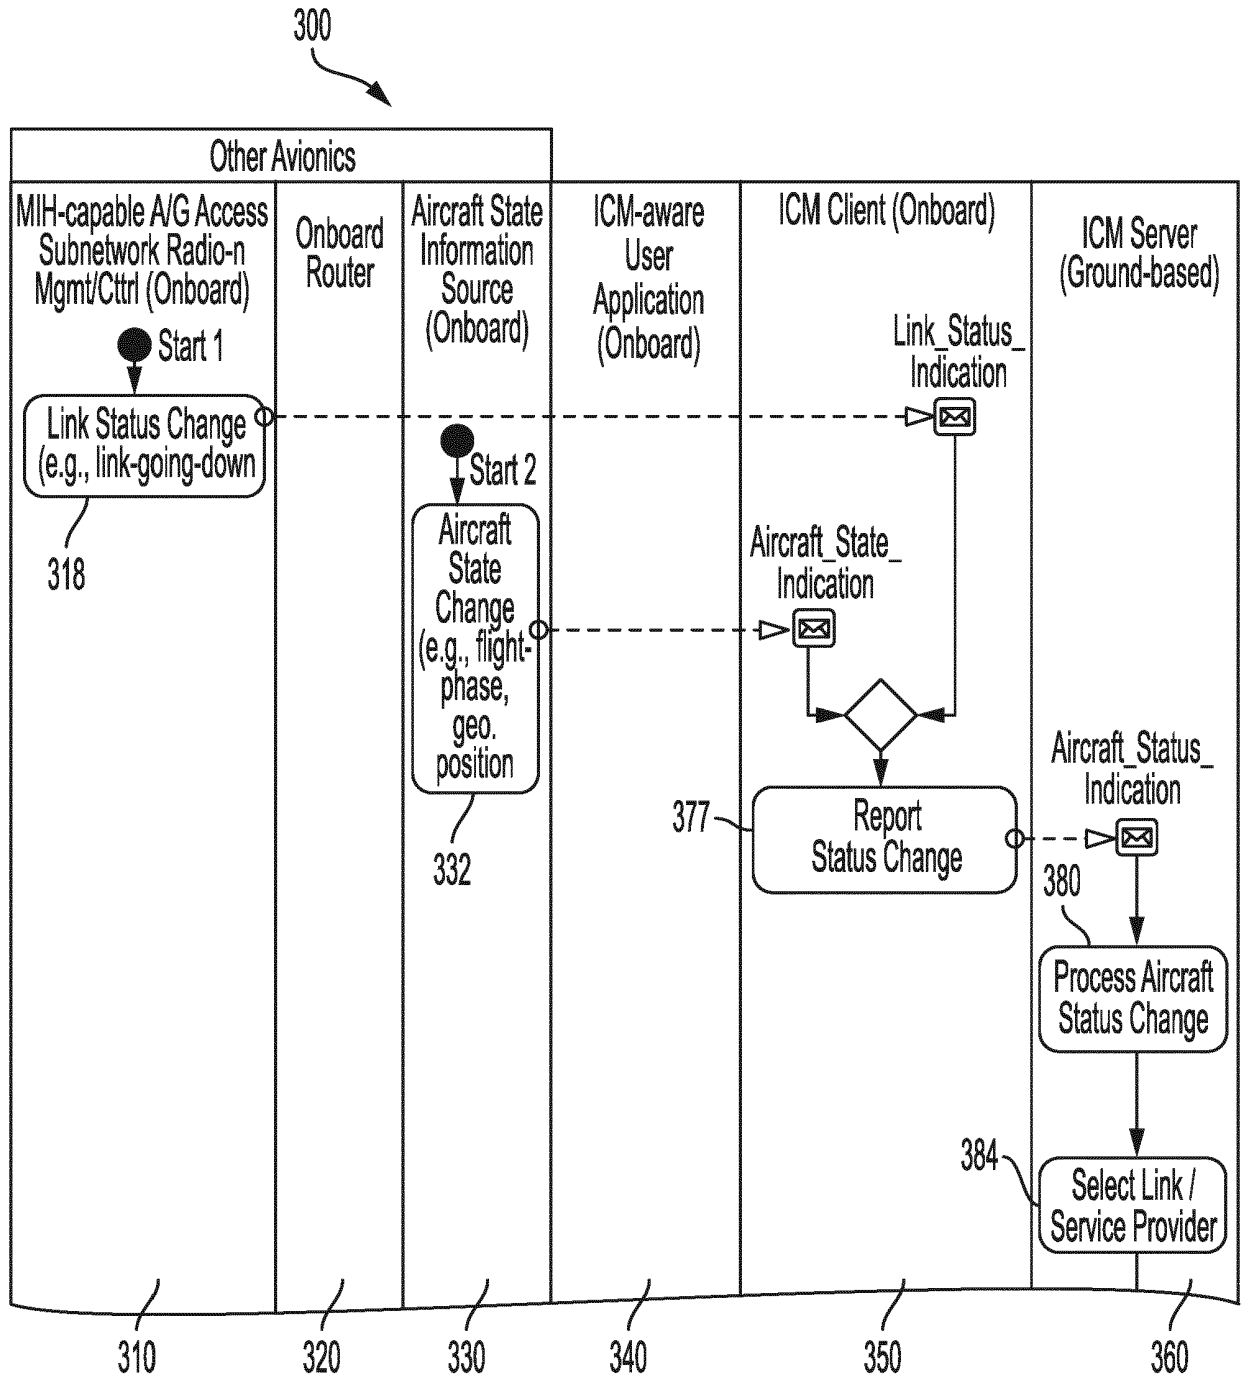 300
Other Avionics
MIH-capable A/G Access
Subnetwork Radio-n
Mgmt/Cttrl (Onboard)
Onboard
Router
Aircraft State
Information
Source
(Onboard)
ICM-aware
User
Application
(Onboard)
ICM Client (Onboard)
ICM Server
(Ground-based)
Start 1
Link Status Change
(e.g., link-going-down
318
Start 2
Aircraft
State
Change
(e.g., flight-
phase,
geo.
position
332
Link_Status_
Indication
Aircraft_State_
Indication
377
Report
Status Change
Aircraft_Status_
Indication
380
Process Aircraft
Status Change
384
Select Link /
Service Provider
310
320
330
340
350
360